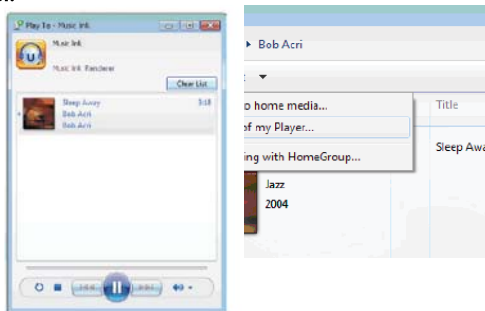 Play To - Music Ink
Music Ink
Music Ink Renderer
Clear List
Sleep Away 3:18
Bob Acri
Bob Acri
Bob Acri
o home media...
of my Player...
ing with HomeGroup...
Title
Sleep Awa
Jazz
2004